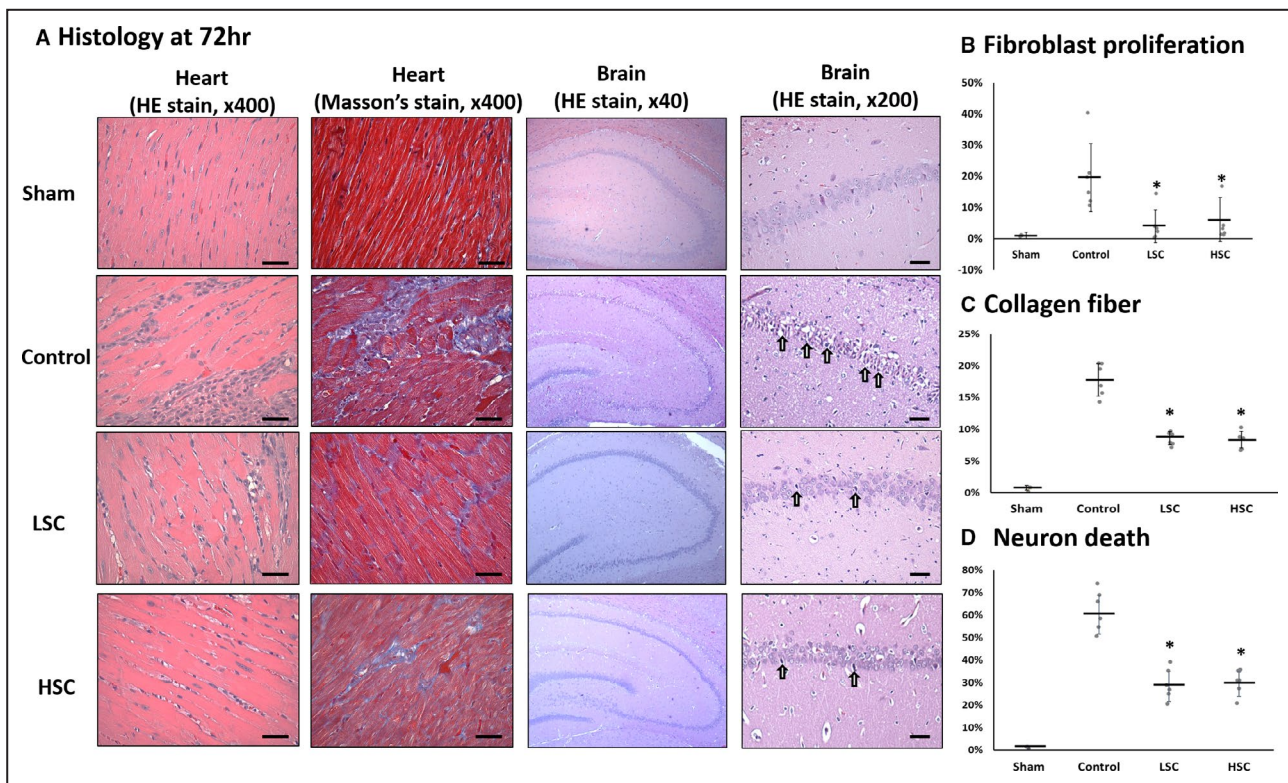 A Histology at 72hr
Heart
(HE stain, x400)
Heart
(Masson's stain, x400)
Brain
(HE stain, x40)
Brain
(HE stain, x200)
Sham
Control
LSC
HSC
B Fibroblast proliferation
50%
40%
30%
20%
10%
0%
-10%
*
*
Sham
Control
LSC
HSC
C Collagen fiber
25%
20%
15%
10%
5%
0%
*
*
Sham
Control
LSC
HSC
D Neuron death
80%
70%
60%
50%
40%
30%
20%
10%
0%
*
*
Sham
Control
LSC
HSC